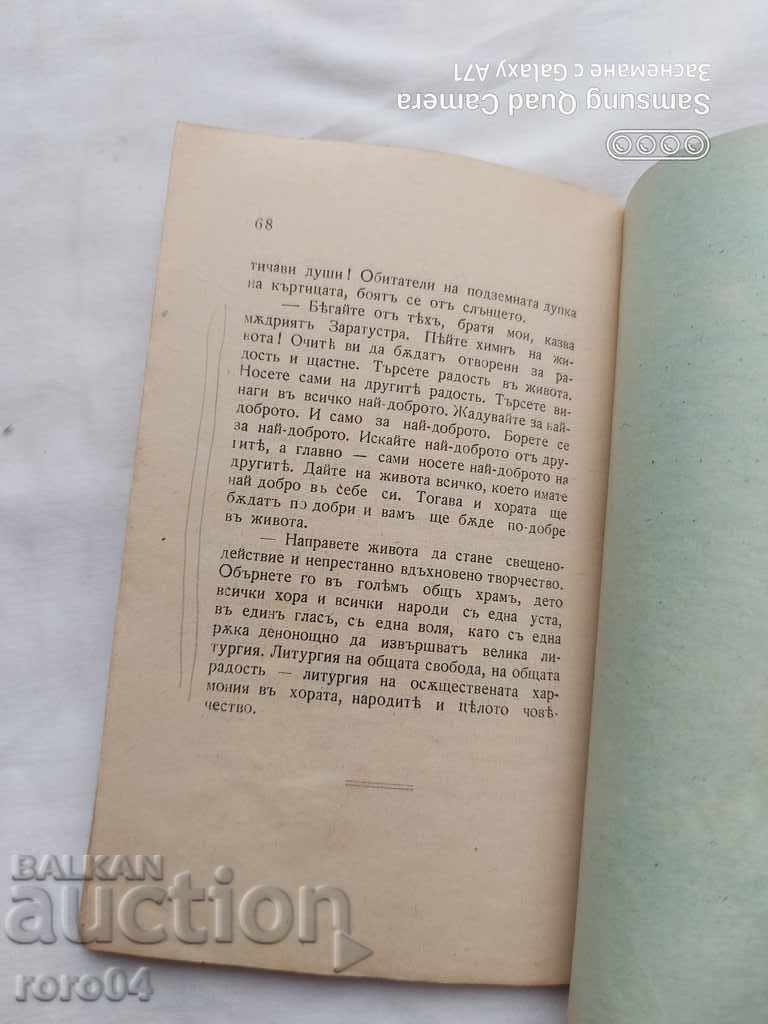 Samsung Quad Camera
Заснемане с Galaxy A71
68
тичави души! Обитатели на подземната дупка
на къртицата, боятъ се отъ слънцето.
— Бѣгайте отъ тѣхъ, братя мои, казва
мѫдриятъ Заратустра. Пѣйте химнъ на жи-
вота! Очитѣ ви да бѫдатъ отворени за ра-
дость и щастие. Търсете радость въ живота.
Носете сами на другитѣ радость. Търсете ви-
наги въ всичко най-доброто. Жадувайте за най-
доброто. И само за най-доброто. Борете се
за най-доброто. Искайте най-доброто отъ дру-
гитѣ, а главно — сами носете най-доброто на
другитѣ. Дайте на живота всичко, което имате
най добро въ себе си. Тогава и хората ще
бѫдатъ по добри и вамъ ще бѫде по-добре
въ живота.
— Направете живота да стане свещено-
действие и непрестанно вдъхновено творчество.
Обърнете го въ голѣмъ общъ храмъ, дето
всички хора и всички народи съ една уста,
въ единъ гласъ, съ една воля, като съ една
рѫка денонощно да извършватъ велика ли-
тургия. Литургия на общата свобода, на общата
радость — литургия на осѫществената хар-
мония въ хората, народитѣ и цѣлото човѣ-
чество.
BALKAN
auction
roro04